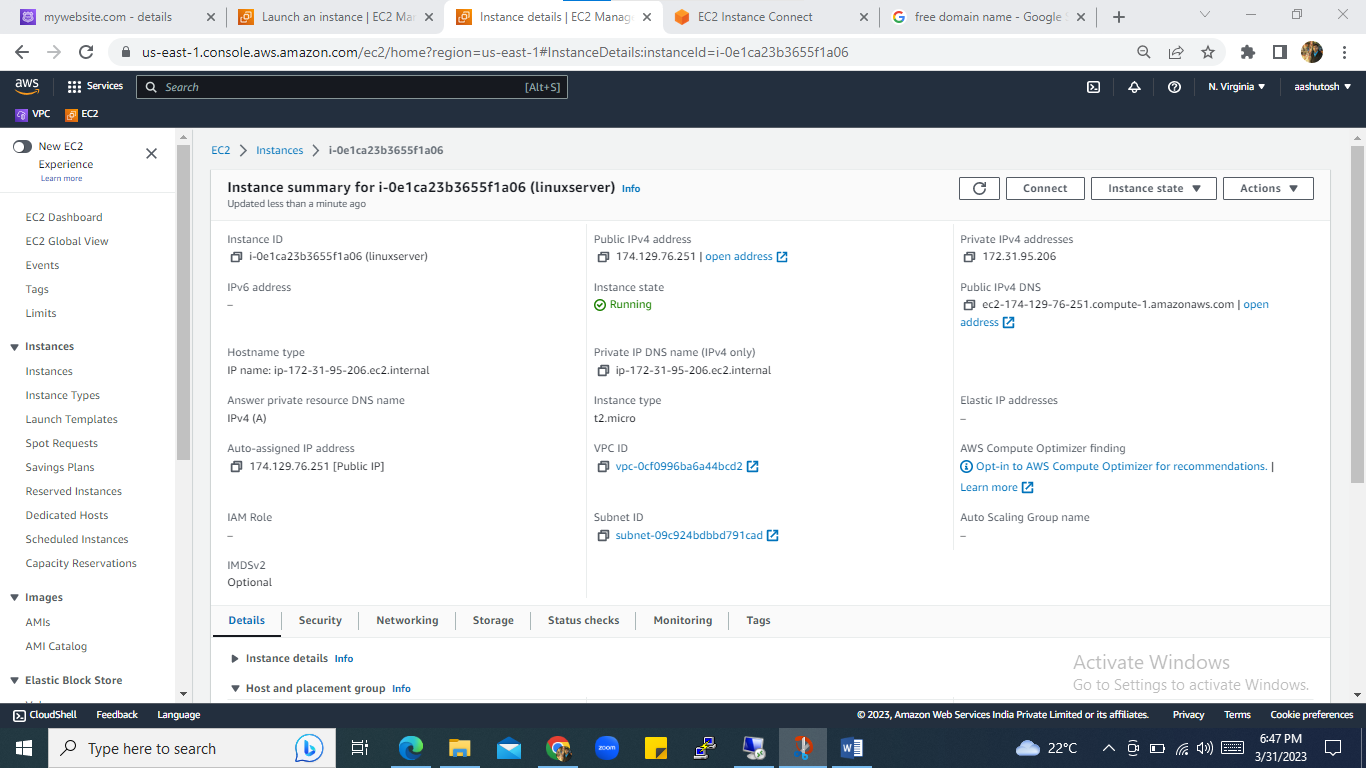 mywebsite.com - details
Launch an instance | EC2 Mar
Instance details | EC2 Manag
EC2 Instance Connect
free domain name - Google S
us-east-1.console.aws.amazon.com/ec2/home?region=us-east-1#InstanceDetails:instanceId=i-0e1ca23b3655f1a06
aws Services Search [Alt+S] N. Virginia aashutosh
VPC EC2
New EC2
Experience
Learn more
EC2 Dashboard
EC2 Global View
Events
Tags
Limits
Instances
Instances
Instance Types
Launch Templates
Spot Requests
Savings Plans
Reserved Instances
Dedicated Hosts
Scheduled Instances
Capacity Reservations
Images
AMIs
AMI Catalog
Elastic Block Store
EC2 > Instances > i-0e1ca23b3655f1a06
Instance summary for i-0e1ca23b3655f1a06 (linuxserver) Info
Updated less than a minute ago
Connect Instance state Actions
Instance ID
i-0e1ca23b3655f1a06 (linuxserver)
Public IPv4 address
174.129.76.251 | open address
Private IPv4 addresses
172.31.95.206
IPv6 address
–
Instance state
Running
Public IPv4 DNS
ec2-174-129-76-251.compute-1.amazonaws.com | open
address
Hostname type
IP name: ip-172-31-95-206.ec2.internal
Private IP DNS name (IPv4 only)
ip-172-31-95-206.ec2.internal
Answer private resource DNS name
IPv4 (A)
Instance type
t2.micro
Elastic IP addresses
–
Auto-assigned IP address
174.129.76.251 [Public IP]
VPC ID
vpc-0cf0996ba6a44bcd2
AWS Compute Optimizer finding
Opt-in to AWS Compute Optimizer for recommendations. |
Learn more
IAM Role
–
Subnet ID
subnet-09c924bdbbd791cad
Auto Scaling Group name
–
IMDSv2
Optional
Details Security Networking Storage Status checks Monitoring Tags
Instance details Info
Host and placement group Info
Activate Windows
Go to Settings to activate Windows.
CloudShell Feedback Language © 2023, Amazon Web Services India Private Limited or its affiliates. Privacy Terms Cookie preferences
Type here to search
zoom
22°C
6:47 PM
3/31/2023